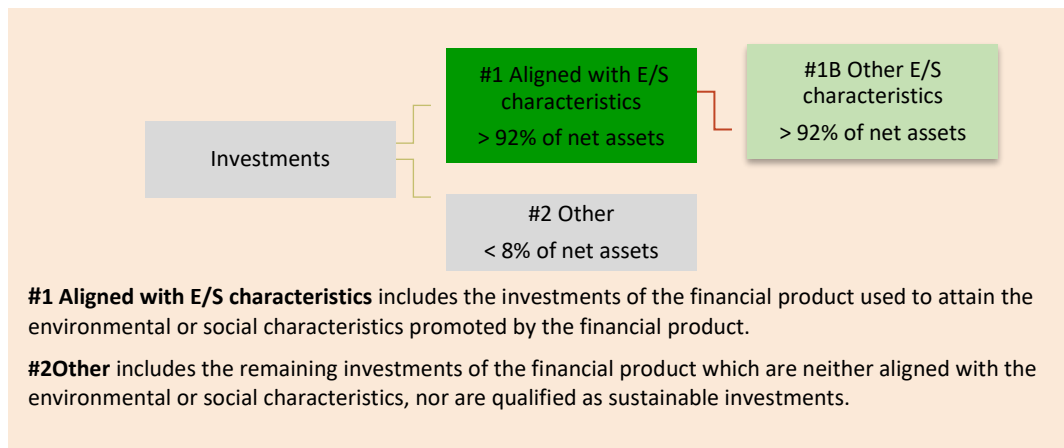 #1 Aligned with E/S
characteristics
> 92% of net assets
#1B Other E/S
characteristics
> 92% of net assets
Investments
#2 Other
< 8% of net assets
#1 Aligned with E/S characteristics includes the investments of the financial product used to attain the
environmental or social characteristics promoted by the financial product.
#2Other includes the remaining investments of the financial product which are neither aligned with the
environmental or social characteristics, nor are qualified as sustainable investments.